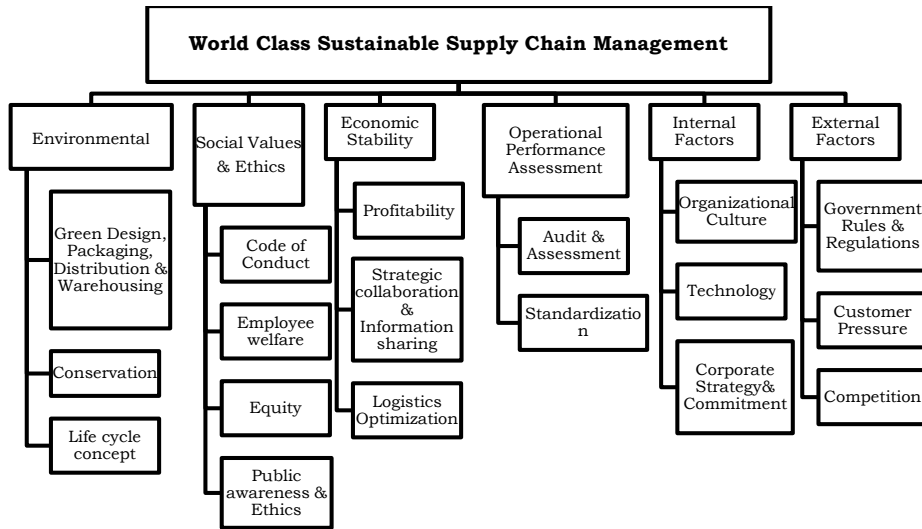 World Class Sustainable Supply Chain Management
Environmental
Green Design,
Packaging,
Distribution &
Warehousing
Conservation
Life cycle
concept
Social Values
& Ethics
Code of
Conduct
Employee
welfare
Equity
Public
awareness &
Ethics
Economic
Stability
Profitability
Strategic
collaboration
&
Information
sharing
Logistics
Optimization
Operational
Performance
Assessment
Audit &
Assessment
Standardizatio
n
Internal
Factors
Organizational
Culture
Technology
Corporate
Strategy&
Commitment
External
Factors
Government
Rules &
Regulations
Customer
Pressure
Competition